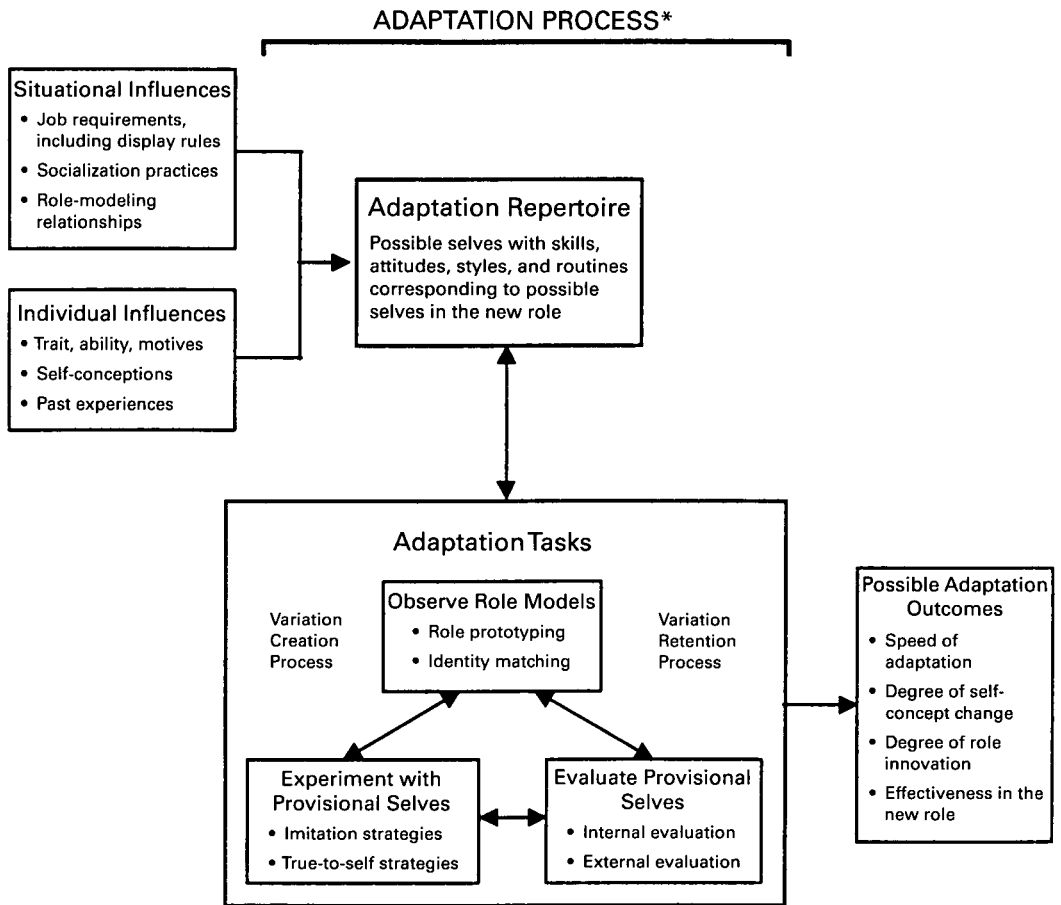 ADAPTATION PROCESS*
Situational Influences
• Job requirements,
including display rules
• Socialization practices
• Role-modeling
relationships
Individual Influences
• Trait, ability, motives
• Self-conceptions
• Past experiences
Adaptation Repertoire
Possible selves with skills,
attitudes, styles, and routines
corresponding to possible
selves in the new role
Adaptation Tasks
Variation
Creation
Process
Observe Role Models
• Role prototyping
• Identity matching
Variation
Retention
Process
Experiment with
Provisional Selves
• Imitation strategies
• True-to-self strategies
Evaluate Provisional
Selves
• Internal evaluation
• External evaluation
Possible Adaptation
Outcomes
• Speed of
adaptation
• Degree of self-
concept change
• Degree of role
innovation
• Effectiveness in the
new role